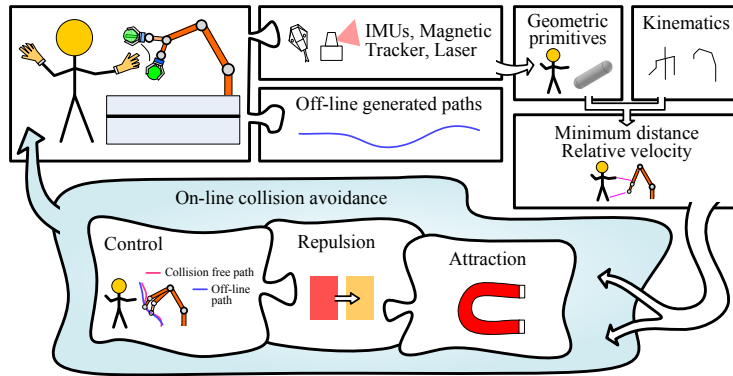 IMUs, Magnetic
Tracker, Laser
Geometric
primitives
Kinematics
Off-line generated paths
Minimum distance
Relative velocity
On-line collision avoidance
Control
Collision free path
Off-line
path
Repulsion
Attraction